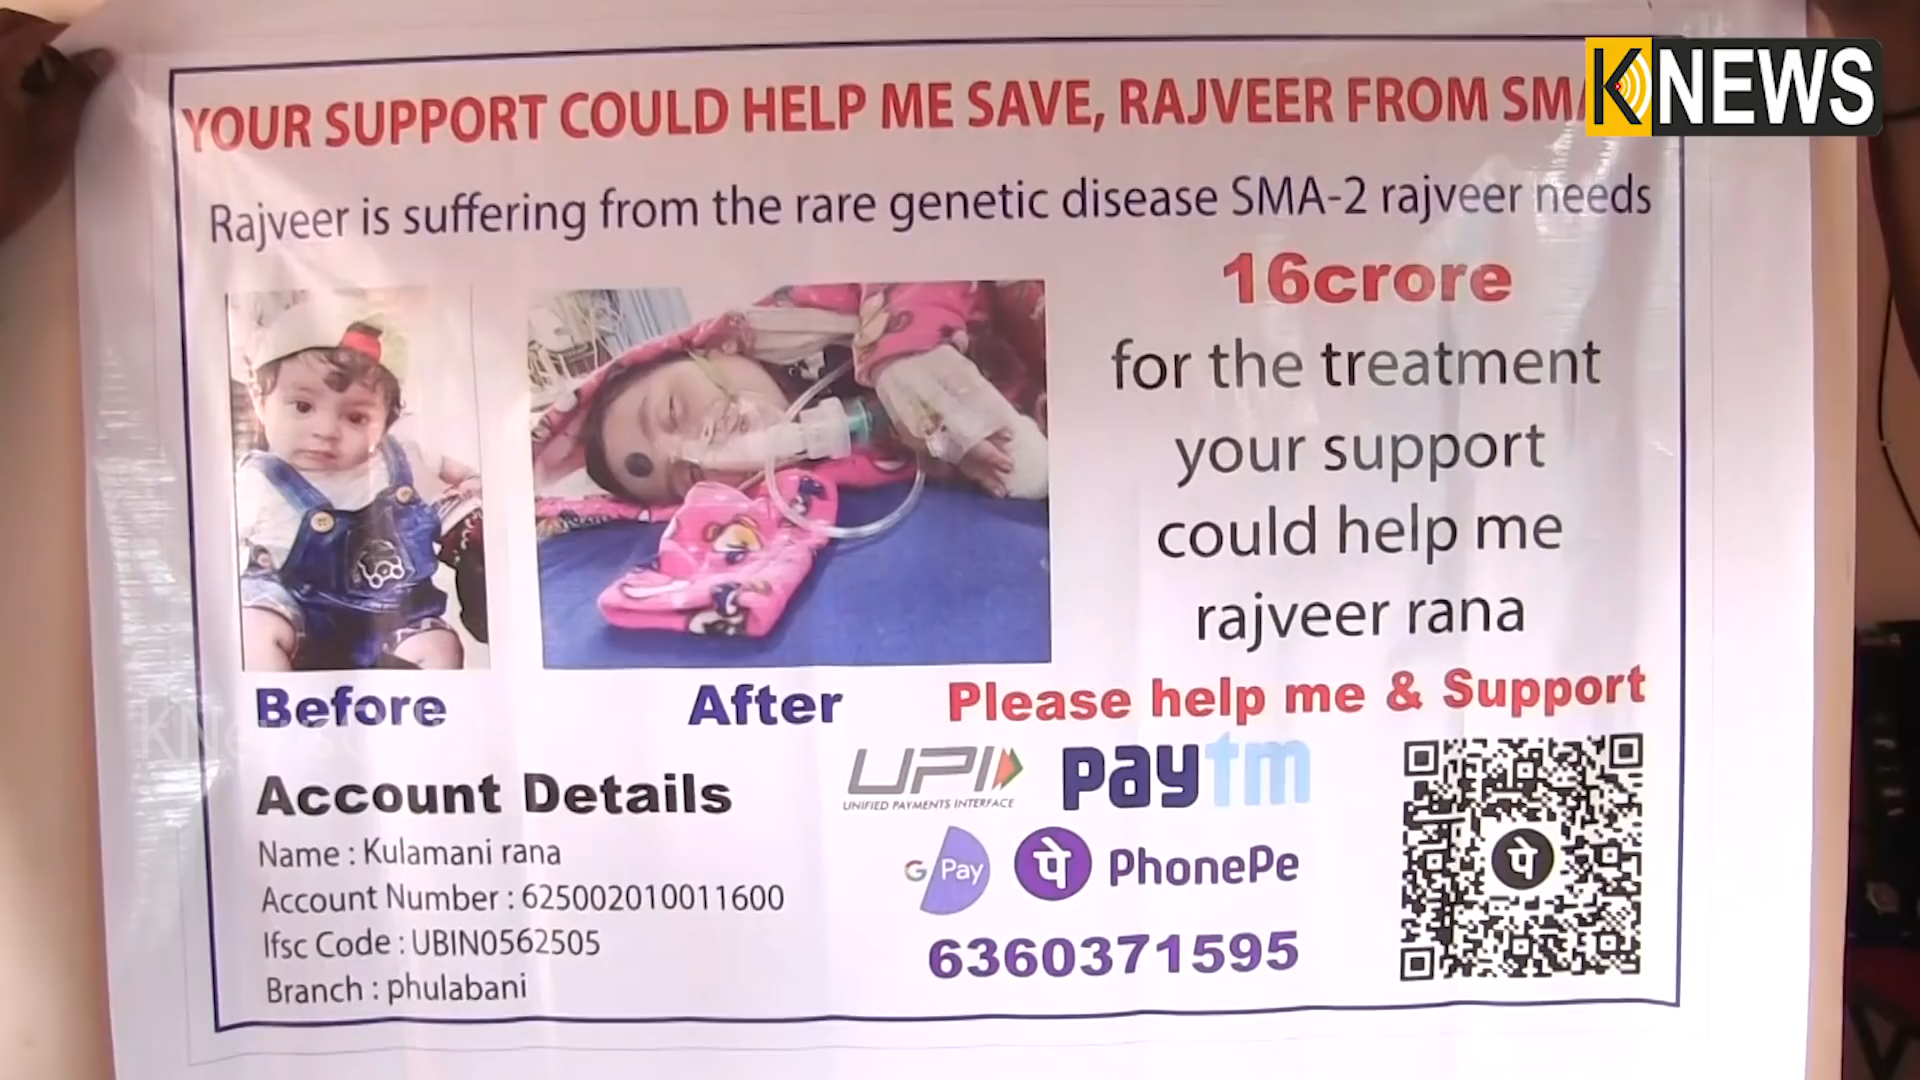 KNEWS
YOUR SUPPORT COULD HELP ME SAVE, RAJVEER FROM
Rajveer is suffering from the rare genetic disease SMA-2 rajveer needs
16crore
for the treatment
your support
could help me
rajveer rana
Before
After
Please help me & Support
Account Details
Name : Kulamani rana
Account Number : 625002010011600
Ifsc Code : UBIN0562505
Branch : phulabani
UPI
UNIFIED PAYMENTS INTERFACE
paytm
G Pay
पे PhonePe
6360371595
पे